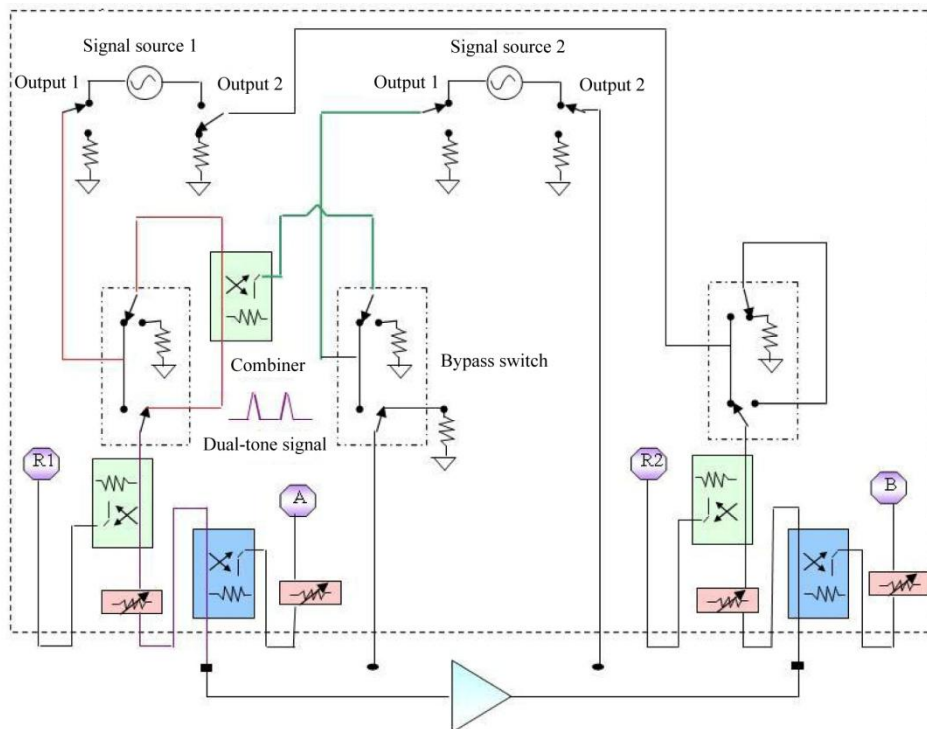 Signal source 1
Signal source 2
Output 1
Output 2
Output 1
Output 2
Combiner
Bypass switch
Dual-tone signal
R1
A
R2
B